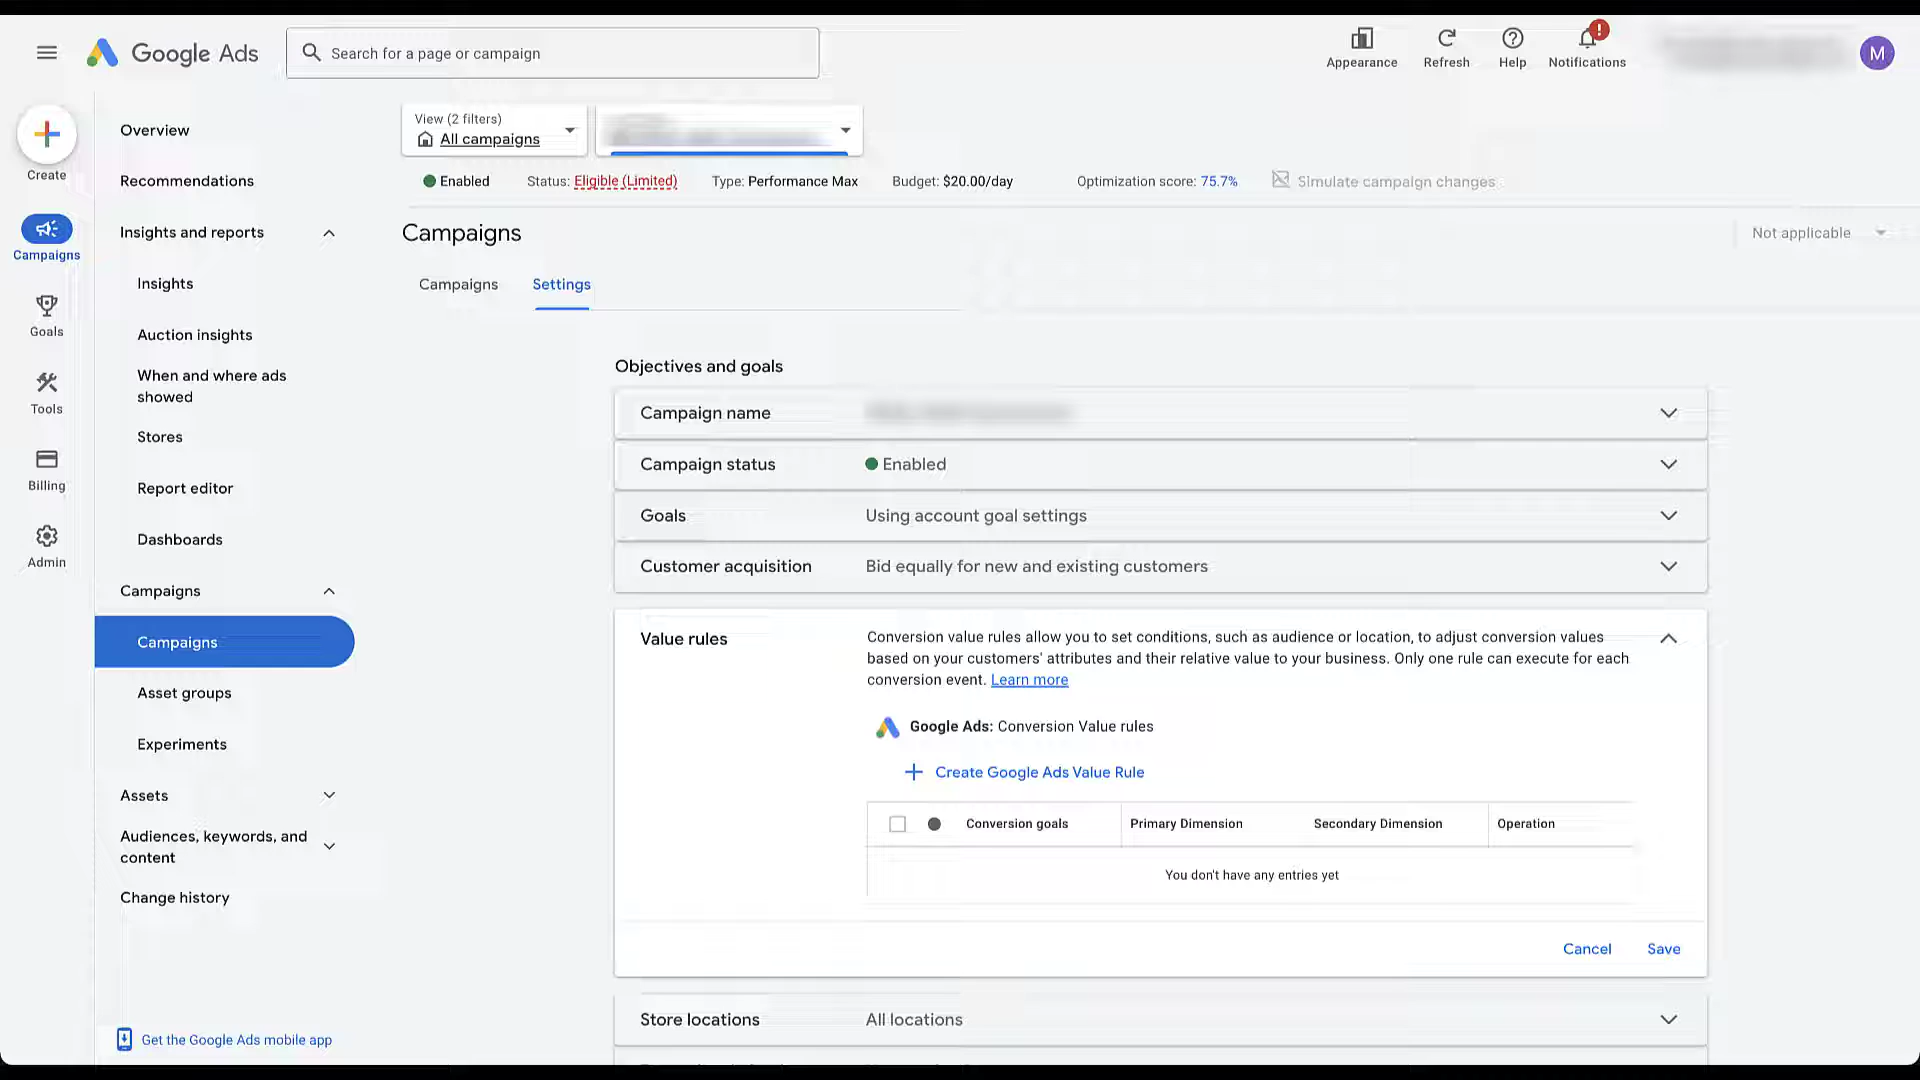 Google Ads
Search for a page or campaign
Appearance
Refresh
Help
Notifications
!
M
Create
Campaigns
Goals
Tools
Billing
Admin
Overview
Recommendations
Insights and reports
Insights
Auction insights
When and where ads
showed
Stores
Report editor
Dashboards
Campaigns
Campaigns
Asset groups
Experiments
Assets
Audiences, keywords, and
content
Change history
Get the Google Ads mobile app
View (2 filters)
All campaigns
Enabled Status: Eligible (Limited) Type: Performance Max Budget: $20.00/day Optimization score: 75.7% Simulate campaign changes
Campaigns
Not applicable
Campaigns Settings
Objectives and goals
Campaign name
Campaign status Enabled
Goals Using account goal settings
Customer acquisition Bid equally for new and existing customers
Value rules
Conversion value rules allow you to set conditions, such as audience or location, to adjust conversion values
based on your customers' attributes and their relative value to your business. Only one rule can execute for each
conversion event. Learn more
Google Ads: Conversion Value rules
Create Google Ads Value Rule
Conversion goals Primary Dimension Secondary Dimension Operation
You don't have any entries yet
Cancel Save
Store locations All locations